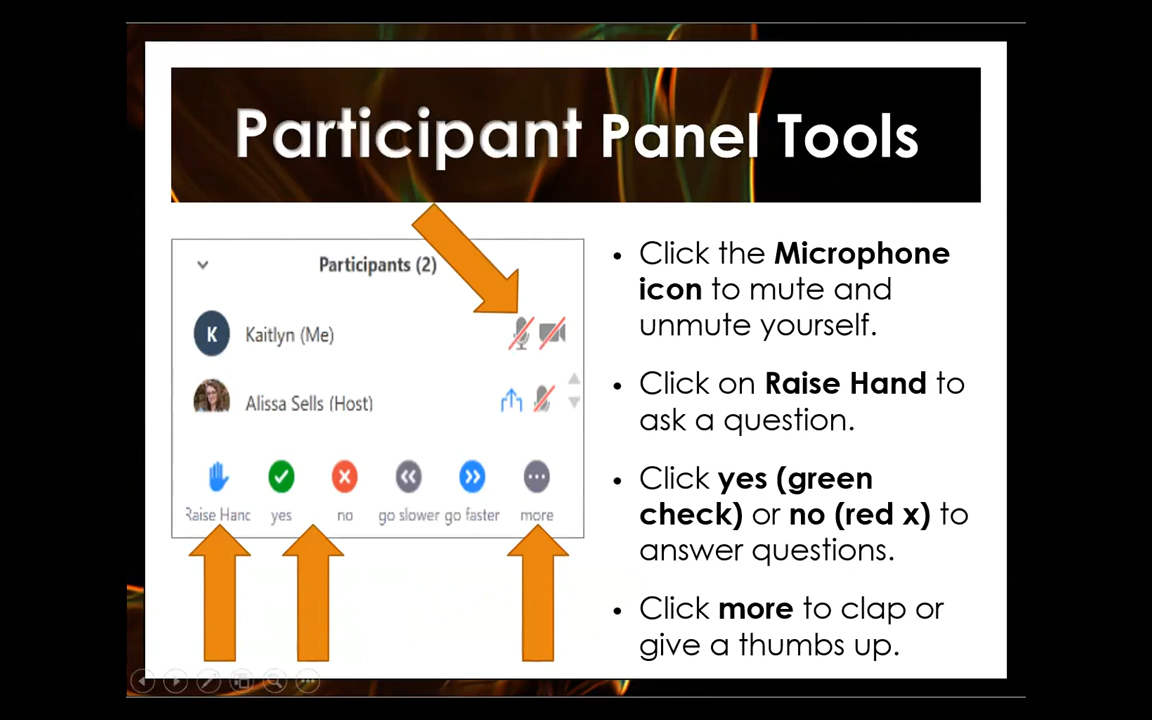 Participant Panel Tools
Participants (2)
K
Kaitlyn (Me)
Alissa Sells (Host)
Raise Hand
yes
no
go slower
go faster
more
• Click the Microphone
icon to mute and
unmute yourself.
• Click on Raise Hand to
ask a question.
• Click yes (green
check) or no (red x) to
answer questions.
• Click more to clap or
give a thumbs up.